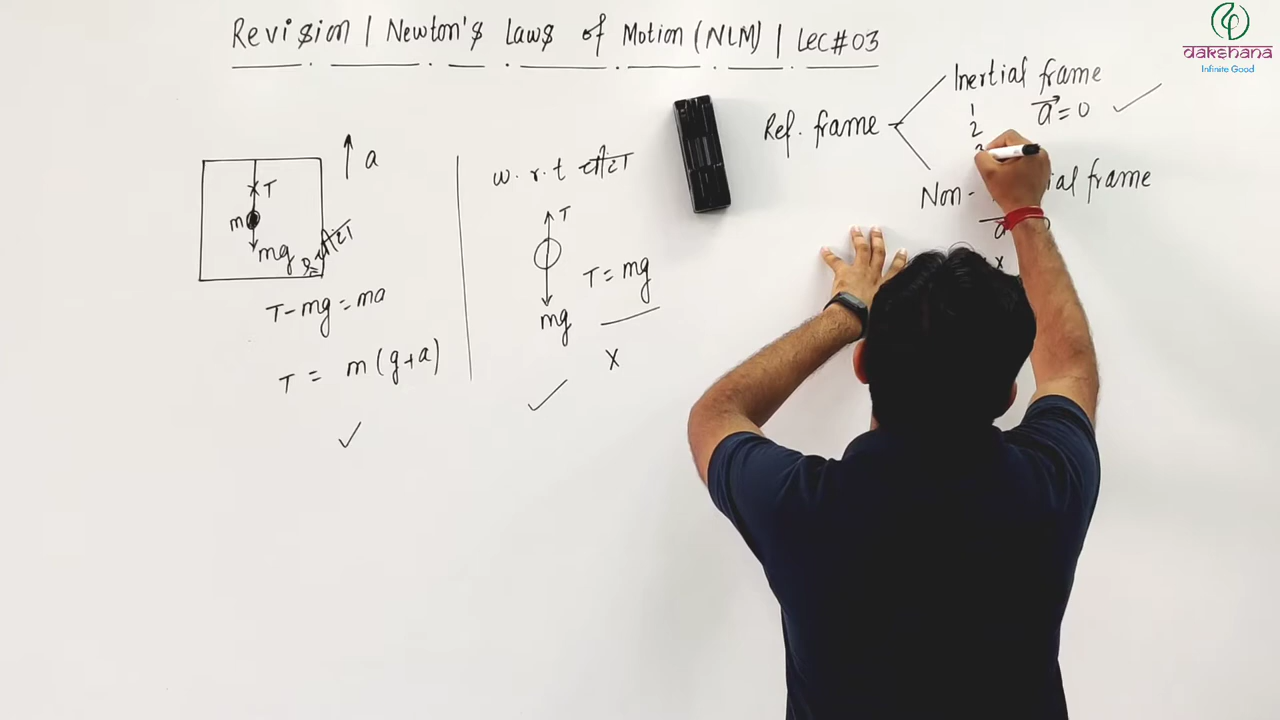 Revision | Newton's Laws of Motion (NLM) | Lec#03
dakshana
Infinite Good
a
T
m
mg
T-mg=ma
T = m(g+a)
w.r.t
T
mg
T=mg
x
Ref. frame
Inertial frame
1
2
a=0
Non-
ial frame
a
x